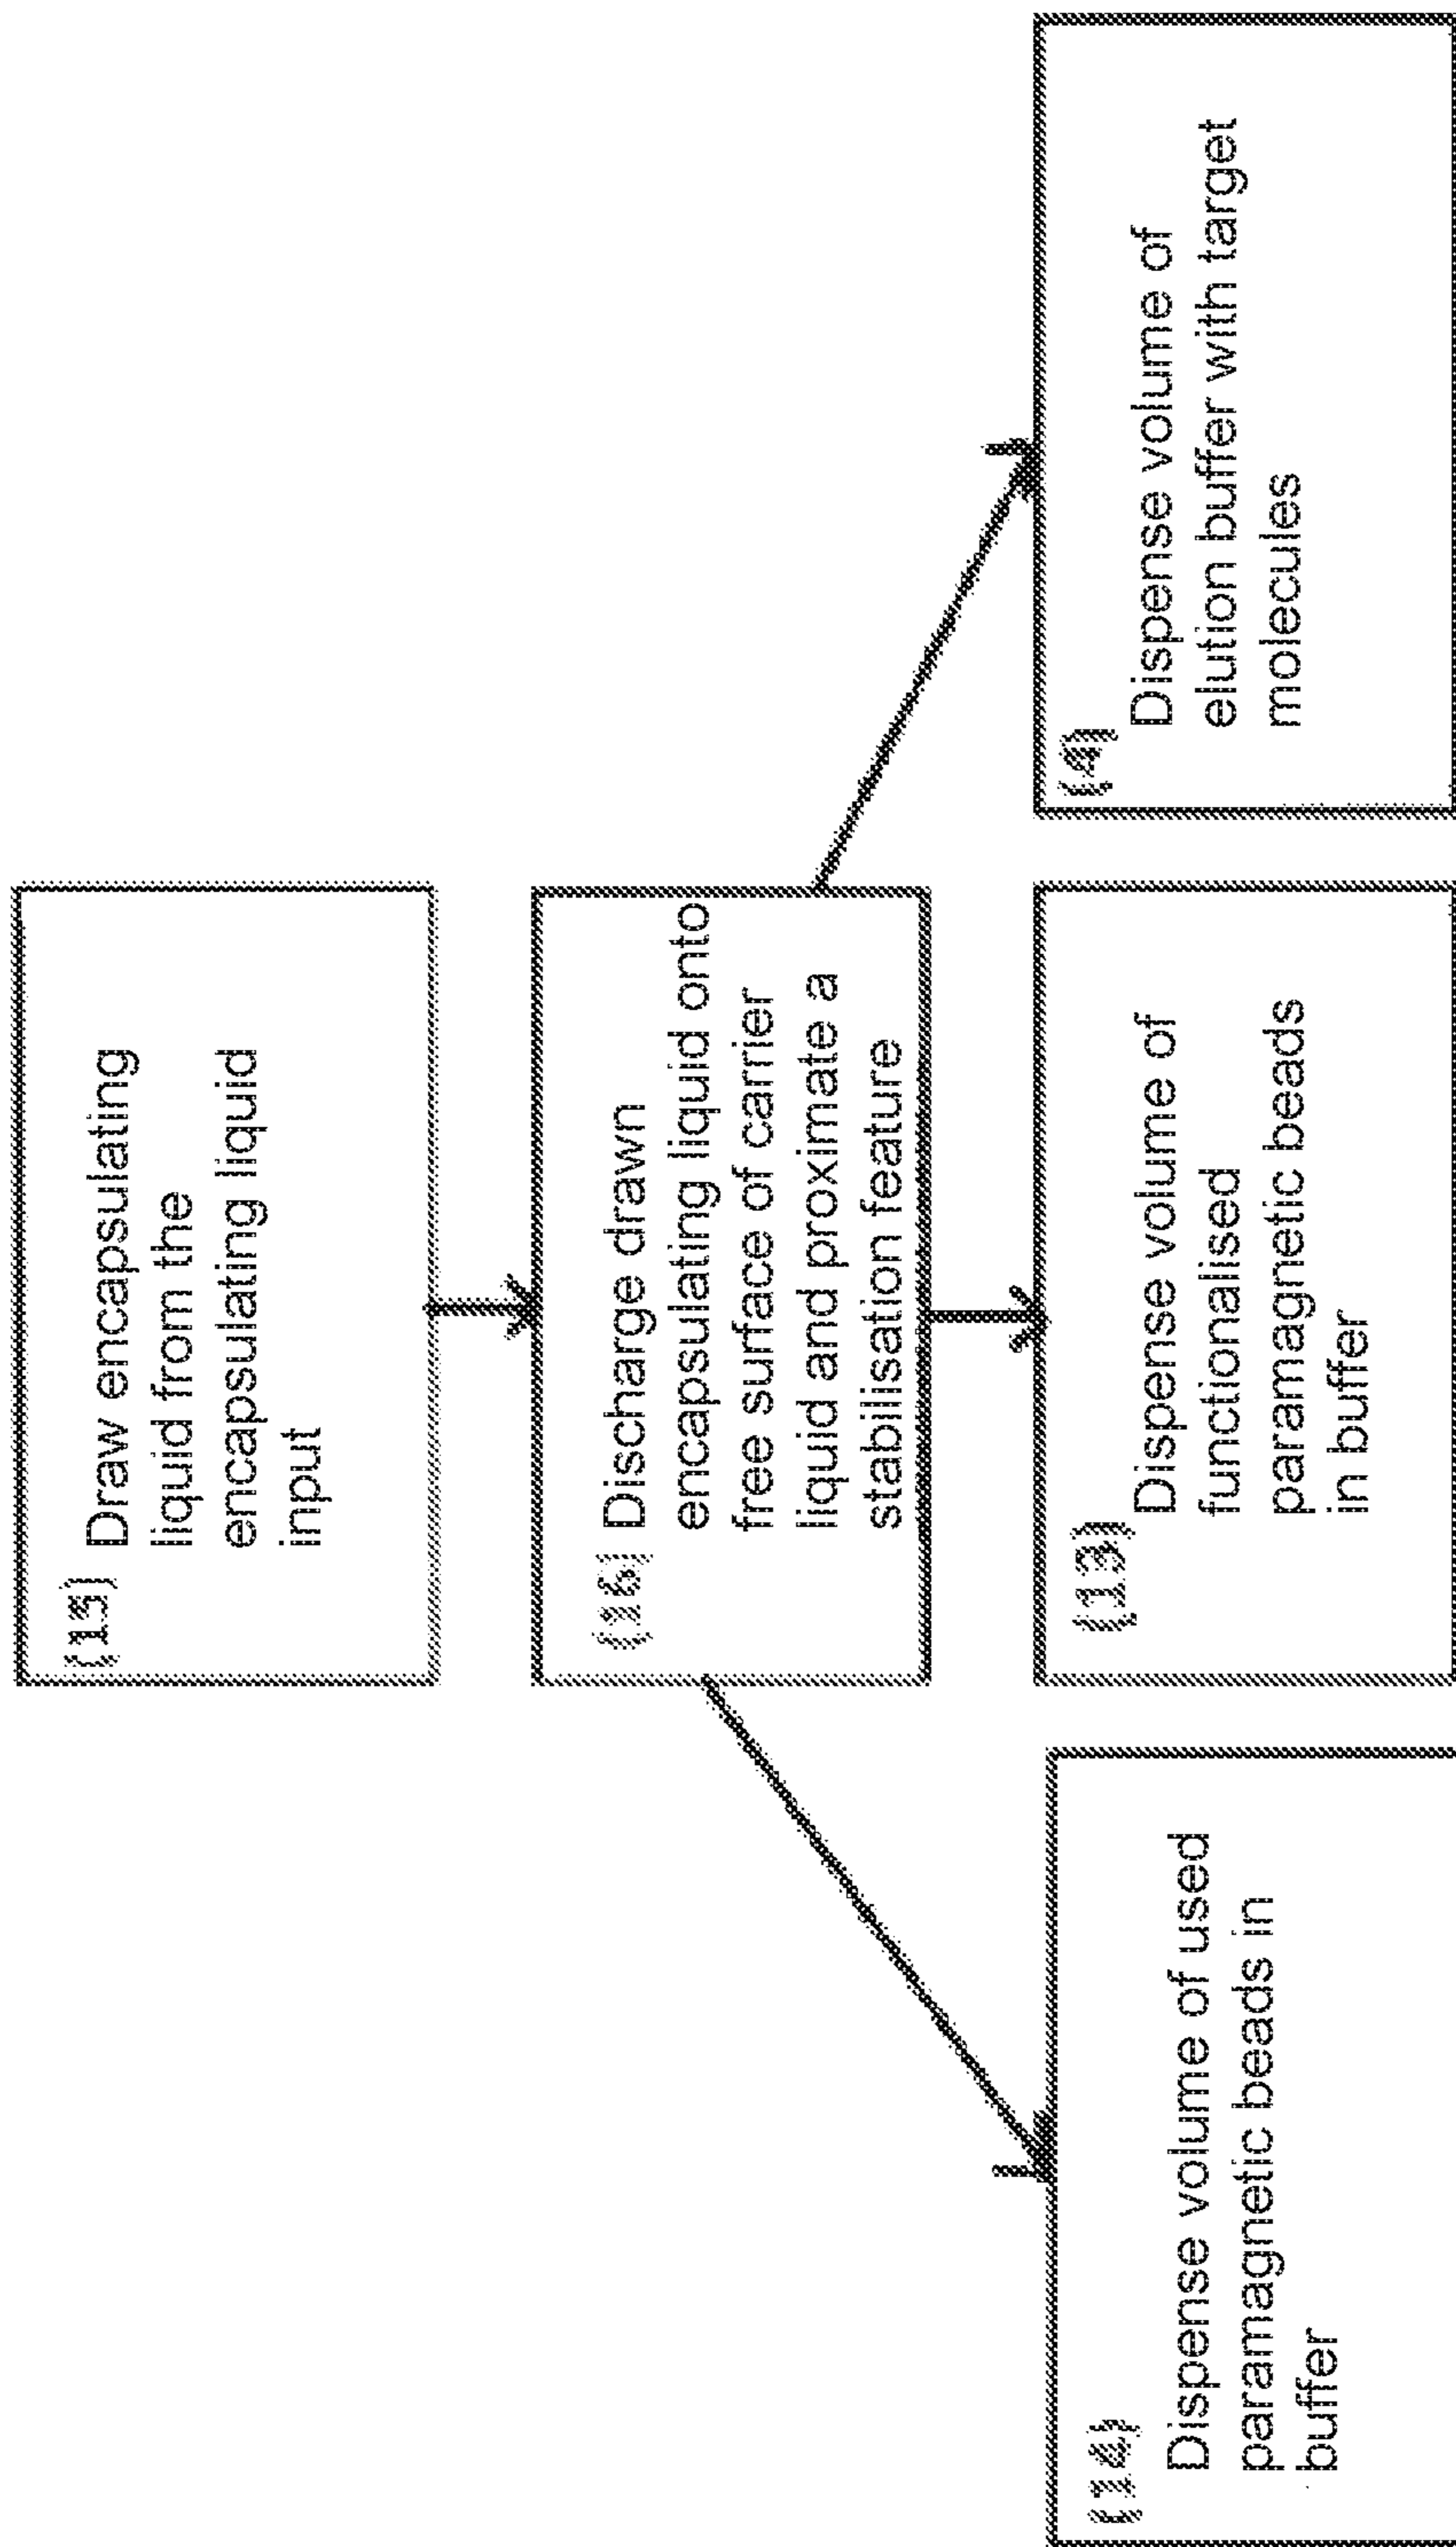 (15)
Draw encapsulating
liquid from the
encapsulating liquid
input
(16)
Discharge drawn
encapsulating liquid onto
free surface of carrier
liquid and proximate a
stabilisation feature
(14)
Dispense volume of used
paramagnetic beads in
buffer
(13)
Dispense volume of
functionalised
paramagnetic beads
in buffer
(4)
Dispense volume of
elution buffer with target
molecules